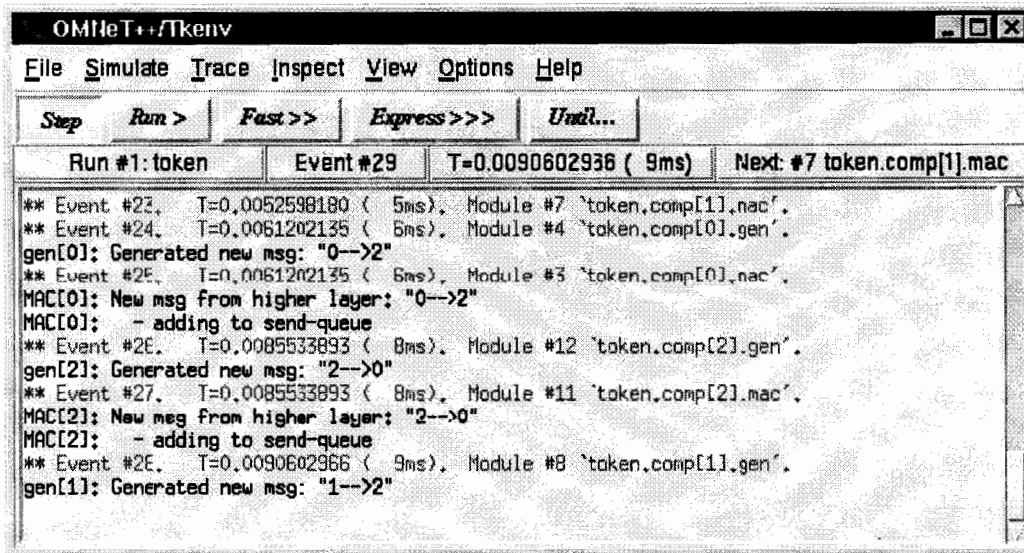 OMNeT++/Tkenv
File Simulate Trace Inspect View Options Help
Step Run > Fast >> Express >>> Until...
Run #1: token Event #29 T=0.0090602936 ( 9ms) Next: #7 token.comp[1].mac
** Event #23. T=0.0052598180 ( 5ms). Module #7 `token.comp[1].mac'.
** Event #24. T=0.0061202135 ( 6ms). Module #4 `token.comp[0].gen'.
gen[0]: Generated new msg: "0-->2"
** Event #25. T=0.0061202135 ( 6ms). Module #3 `token.comp[0].mac'.
MAC[0]: New msg from higher layer: "0-->2"
MAC[0]: - adding to send-queue
** Event #26. T=0.0085533893 ( 8ms). Module #12 `token.comp[2].gen'.
gen[2]: Generated new msg: "2-->0"
** Event #27. T=0.0085533893 ( 8ms). Module #11 `token.comp[2].mac'.
MAC[2]: New msg from higher layer: "2-->0"
MAC[2]: - adding to send-queue
** Event #28. T=0.0090602966 ( 9ms). Module #8 `token.comp[1].gen'.
gen[1]: Generated new msg: "1-->2"